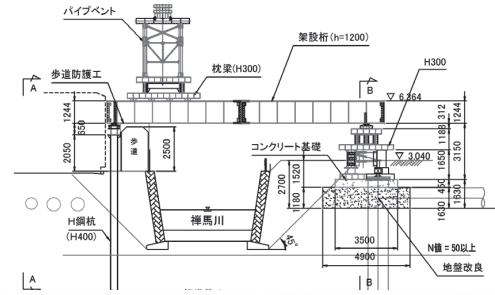 パイプベント
架設桁(h=1200)
枕梁(H300)
H300
歩道防護工
A
B
6.364
1244
650
2050
歩道
2500
312
1188
1244
コンクリート基礎
3.040
1650
3150
2700
1520
1180
450
1630
1630
禅馬川
H鋼杭
(H400)
45°
3500
4900
N値=50以上
地盤改良
A
B